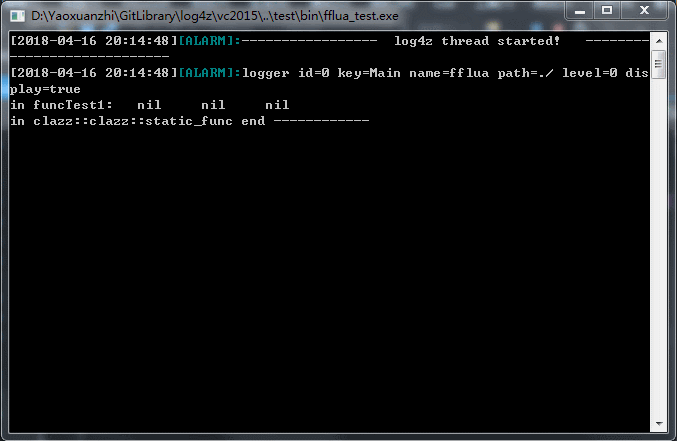 D:\Yaoxuanzhi\GitLibrary\log4z\vc2015\..\test\bin\fflua_test.exe
[2018-04-16 20:14:48][ALARM]:-----------------  log4z thread started!   --------
--------------------
[2018-04-16 20:14:48][ALARM]:logger id=0 key=Main name=fflua path=./ level=0 dis
play=true
in funcTest1:   nil     nil     nil
in clazz::clazz::static_func end ------------